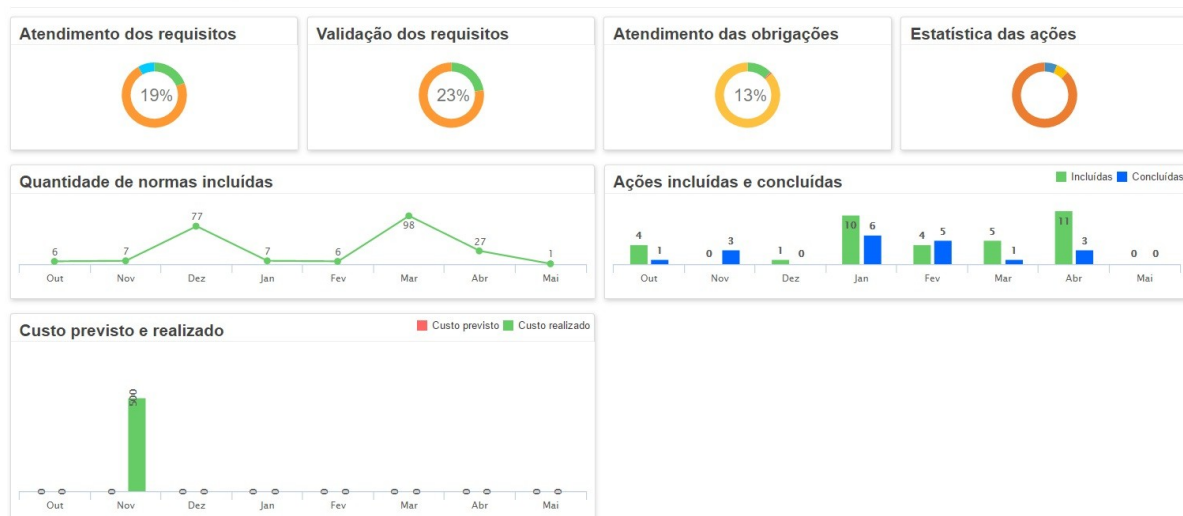 Atendimento dos requisitos
19%
Validação dos requisitos
23%
Atendimento das obrigações
13%
Estatística das ações
Quantidade de normas incluídas
6 7 77 7 6 98 27 1
Out Nov Dez Jan Fev Mar Abr Mai
Ações incluídas e concluídas
Incluídas Concluídas
4 1 0 3 1 0 10 6 4 5 5 1 11 3 0 0
Out Nov Dez Jan Fev Mar Abr Mai
Custo previsto e realizado
Custo previsto Custo realizado
0 0 0 500 0 0 0 0 0 0 0 0 0 0 0 0
Out Nov Dez Jan Fev Mar Abr Mai